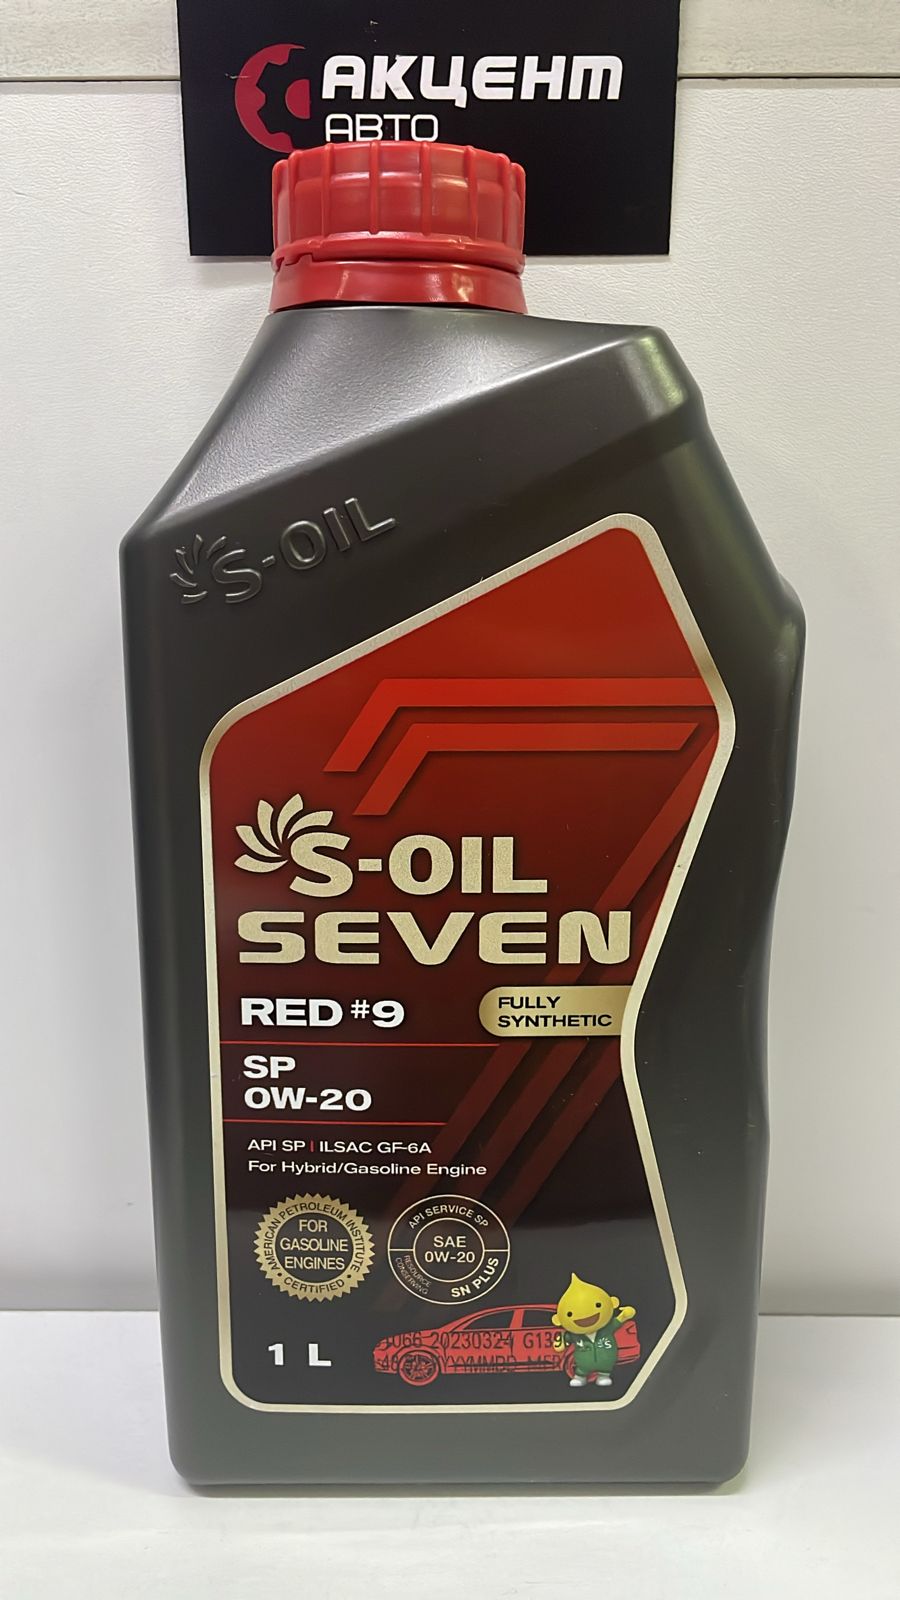 АКЦЕНТ
АВТО
S-OIL
S-OIL
SEVEN
RED #9
FULLY
SYNTHETIC
SP
0W-20
API SP | ILSAC GF-6A
For Hybrid/Gasoline Engine
AMERICAN PETROLEUM INSTITUTE
FOR
GASOLINE
ENGINES
CERTIFIED
API SERVICE SP
SAE
0W-20
RESOURCE
CONSERVING
SN PLUS
1 L
20230324